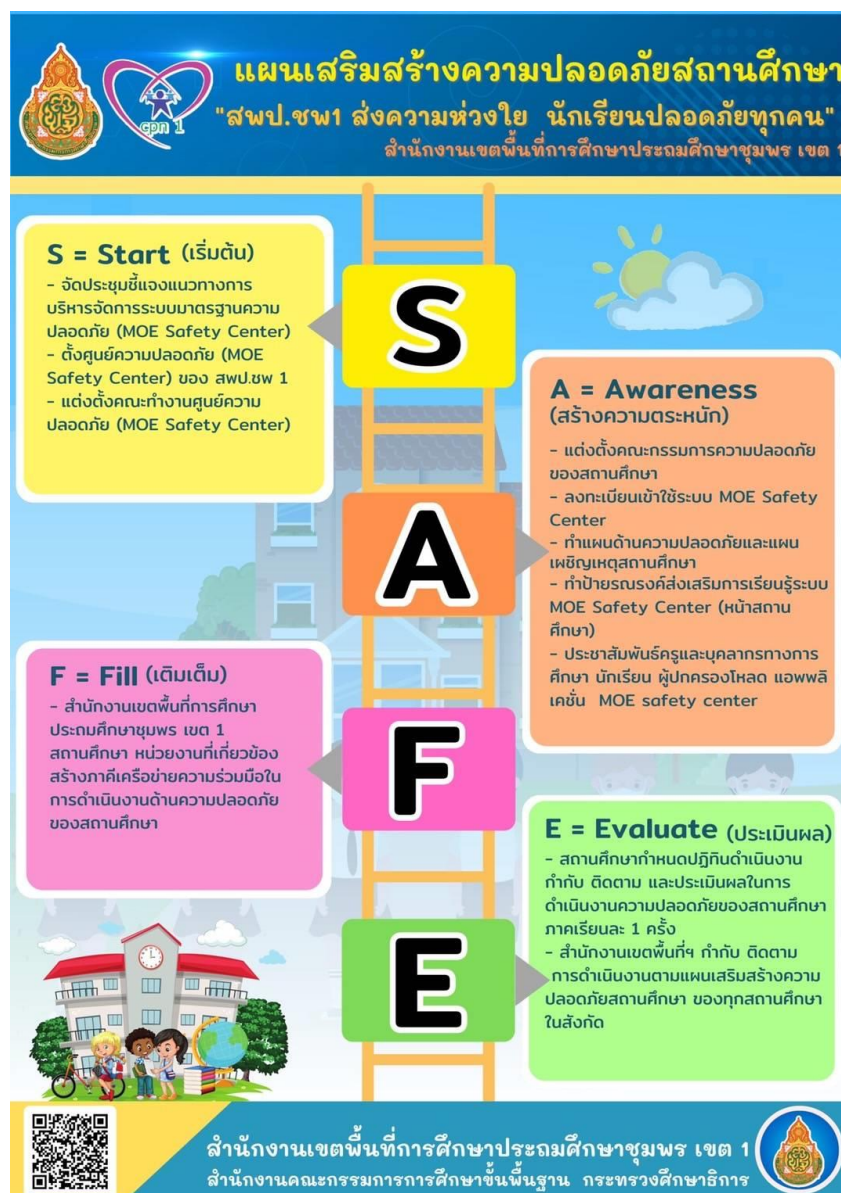 แผนเสริมสร้างความปลอดภัยสถานศึกษา
"สพป.ชพ1 ส่งความห่วงใย นักเรียนปลอดภัยทุกคน"
สำนักงานเขตพื้นที่การศึกษาประถมศึกษาชุมพร เขต 1
cpn 1
S = Start (เริ่มต้น)
- จัดประชุมชี้แจงแนวทางการ
บริหารจัดการระบบมาตรฐานความ
ปลอดภัย (MOE Safety Center)
- ตั้งศูนย์ความปลอดภัย (MOE
Safety Center) ของ สพป.ชพ 1
- แต่งตั้งคณะทำงานศูนย์ความ
ปลอดภัย (MOE Safety Center)
S
A = Awareness
(สร้างความตระหนัก)
- แต่งตั้งคณะกรรมการความปลอดภัย
ของสถานศึกษา
- ลงทะเบียนเข้าใช้ระบบ MOE Safety
Center
- ทำแผนด้านความปลอดภัยและแผน
เผชิญเหตุสถานศึกษา
- ทำป้ายรณรงค์ส่งเสริมการเรียนรู้ระบบ
MOE Safety Center (หน้าสถาน
ศึกษา)
- ประชาสัมพันธ์ครูและบุคลากรทางการ
ศึกษา นักเรียน ผู้ปกครองโหลด แอพพลิ
เคชั่น MOE safety center
A
F = Fill (เติมเต็ม)
- สำนักงานเขตพื้นที่การศึกษา
ประถมศึกษาชุมพร เขต 1
สถานศึกษา หน่วยงานที่เกี่ยวข้อง
สร้างภาคีเครือข่ายความร่วมมือใน
การดำเนินงานด้านความปลอดภัย
ของสถานศึกษา
F
E = Evaluate (ประเมินผล)
- สถานศึกษากำหนดปฏิทินดำเนินงาน
กำกับ ติดตาม และประเมินผลในการ
ดำเนินงานความปลอดภัยของสถานศึกษา
ภาคเรียนละ 1 ครั้ง
- สำนักงานเขตพื้นที่ฯ กำกับ ติดตาม
การดำเนินงานตามแผนเสริมสร้างความ
ปลอดภัยสถานศึกษา ของทุกสถานศึกษา
ในสังกัด
E
สำนักงานเขตพื้นที่การศึกษาประถมศึกษาชุมพร เขต 1
สำนักงานคณะกรรมการการศึกษาขั้นพื้นฐาน กระทรวงศึกษาธิการ